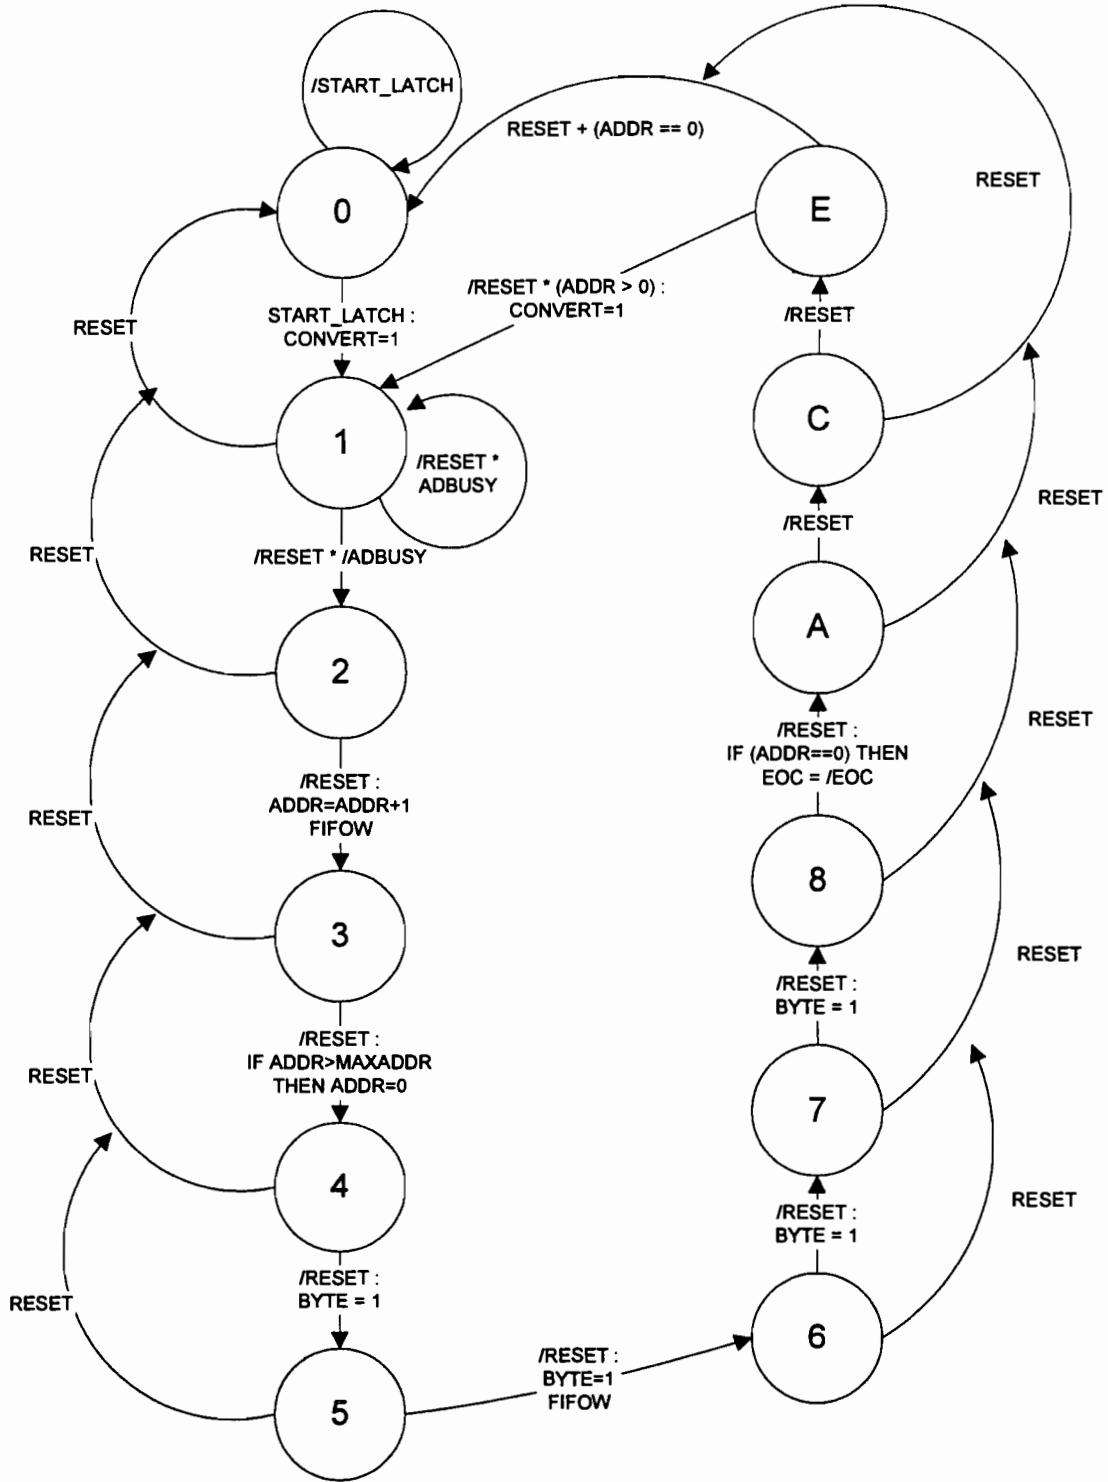 /START_LATCH
RESET + (ADDR == 0)
RESET
0
E
/RESET * (ADDR > 0) :
CONVERT=1
START_LATCH :
CONVERT=1
/RESET
RESET
1
C
/RESET *
ADBUSY
RESET
/RESET
/RESET * /ADBUSY
RESET
2
A
RESET
/RESET :
IF (ADDR==0) THEN
EOC = /EOC
/RESET :
ADDR=ADDR+1
FIFOW
RESET
3
8
RESET
/RESET :
BYTE = 1
/RESET :
IF ADDR>MAXADDR
THEN ADDR=0
RESET
4
7
RESET
/RESET :
BYTE = 1
/RESET :
BYTE = 1
RESET
5
6
/RESET :
BYTE=1
FIFOW